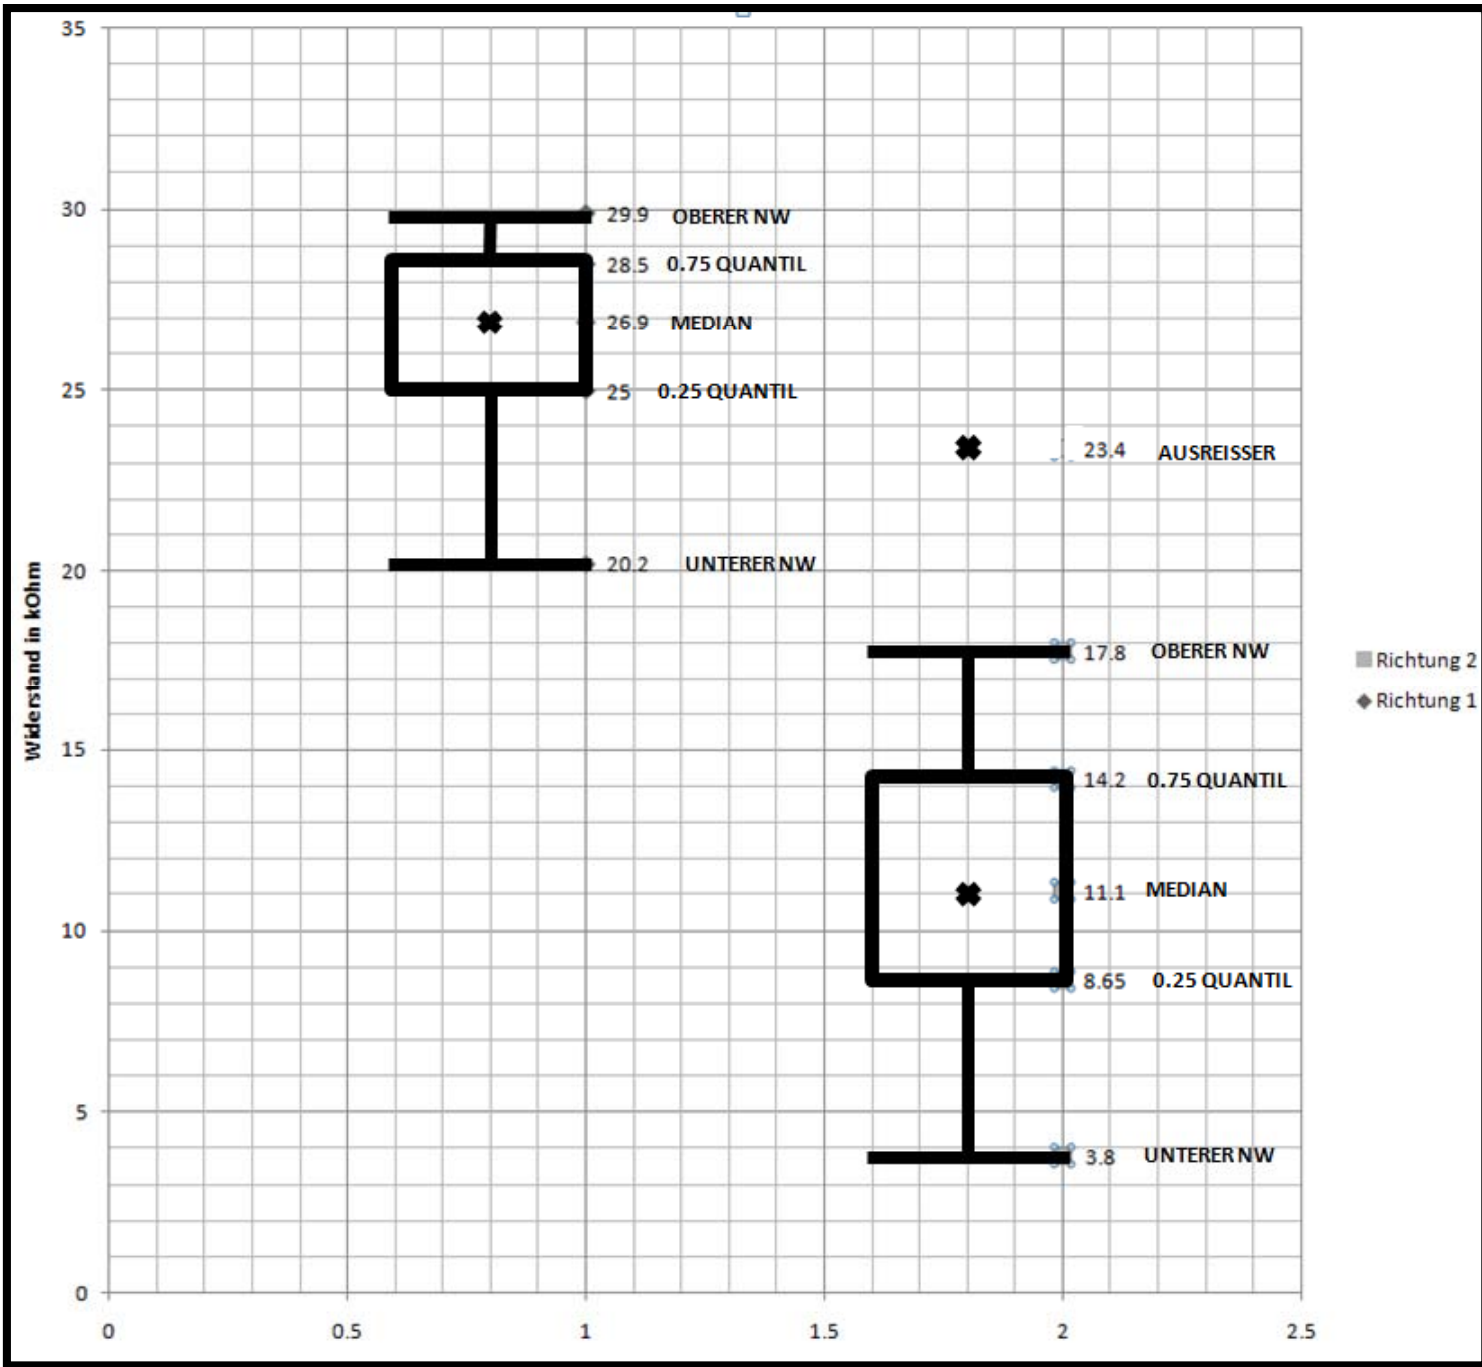 35
30
25
20
15
10
5
0
Widerstand in kOhm
29.9 OBERER NW
28.5 0.75 QUANTIL
26.9 MEDIAN
25 0.25 QUANTIL
20.2 UNTERER NW
23.4 AUSREISSER
17.8 OBERER NW
14.2 0.75 QUANTIL
11.1 MEDIAN
8.65 0.25 QUANTIL
3.8 UNTERER NW
0 0.5 1 1.5 2 2.5
Richtung 2
Richtung 1